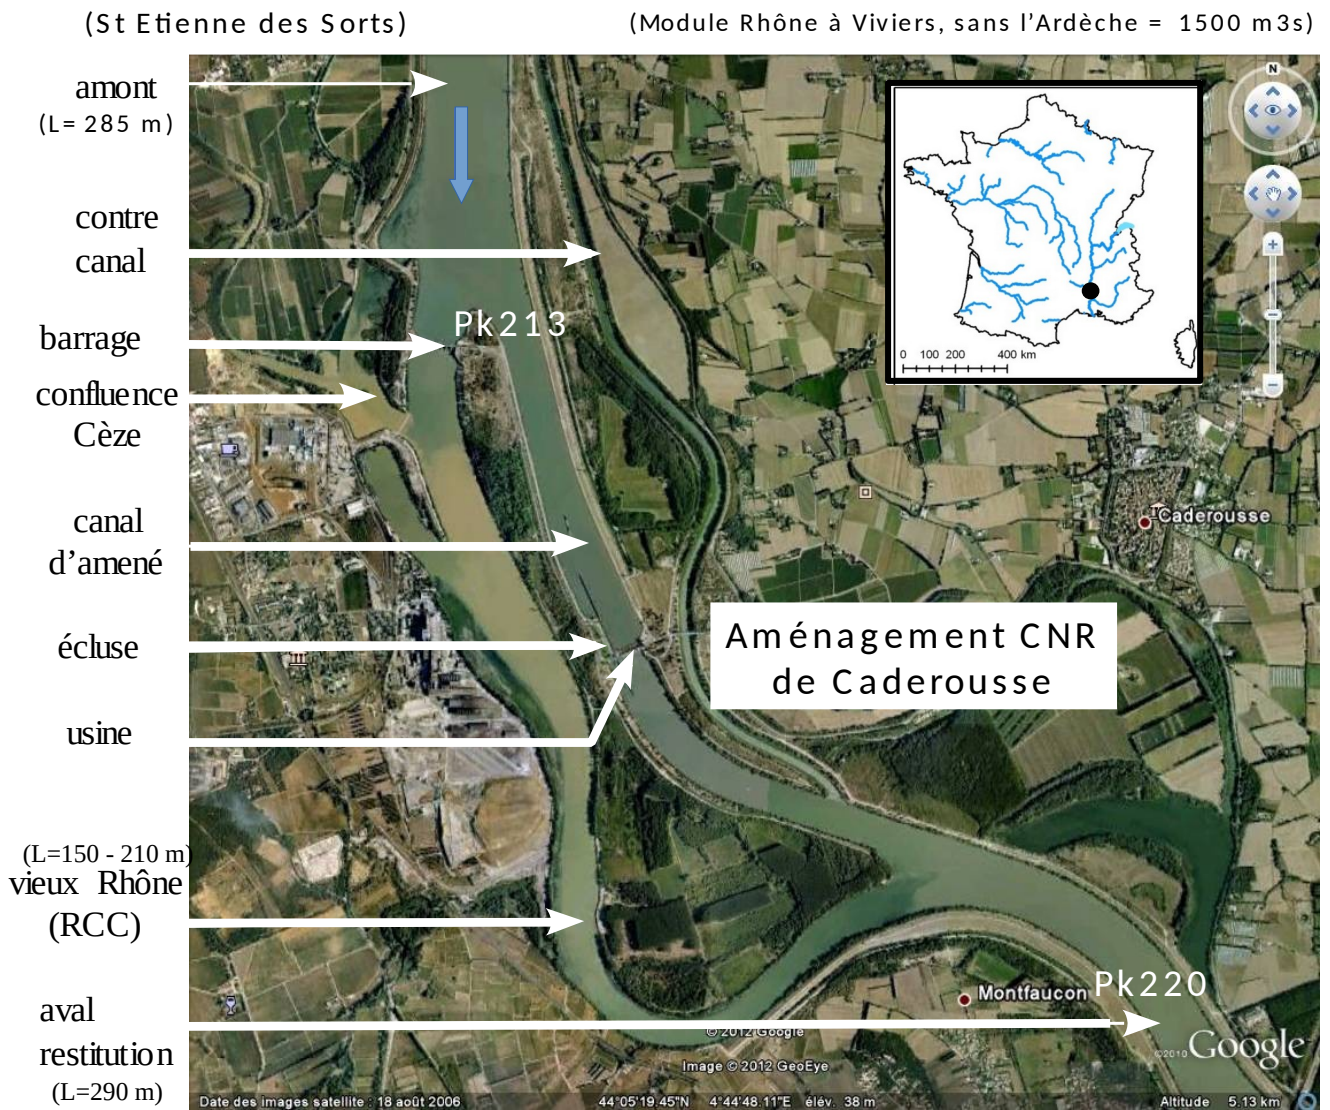 (St Etienne des Sorts)
(Module Rhône à Viviers, sans l’Ardèche = 1500 m3s)
amont
(L= 285 m)
contre
canal
barrage
Pk213
confluence
Cèze
canal
d’amené
écluse
usine
(L=150 - 210 m)
vieux Rhône
(RCC)
aval
restitution
(L=290 m)
N
0 100 200 400 km
Caderousse
Aménagement CNR
de Caderousse
Montfaucon
Pk220
© 2012 Google
Image © 2012 GeoEye
©2010 Google
Date des images satellite : 18 août 2006
44°05'19.45"N 4°44'48.11"E élév. 38 m
Altitude 5.13 km